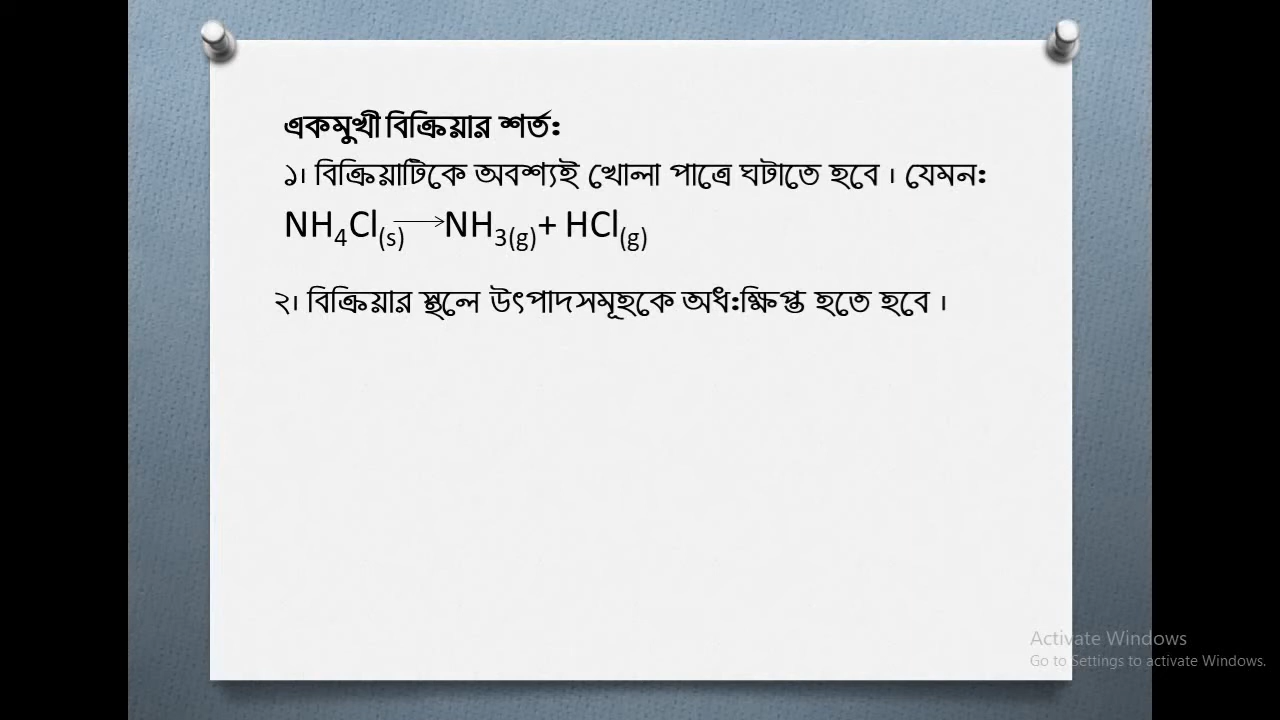 একমুখী বিক্রিয়ার শর্ত:
১। বিক্রিয়াটিকে অবশ্যই খোলা পাত্রে ঘটাতে হবে। যেমন:
NH₄Cl₍s₎ ⟶ NH₃(g) + HCl(g)
২। বিক্রিয়ার স্থলে উৎপাদসমূহকে অধ:ক্ষিপ্ত হতে হবে।
Activate Windows
Go to Settings to activate Windows.